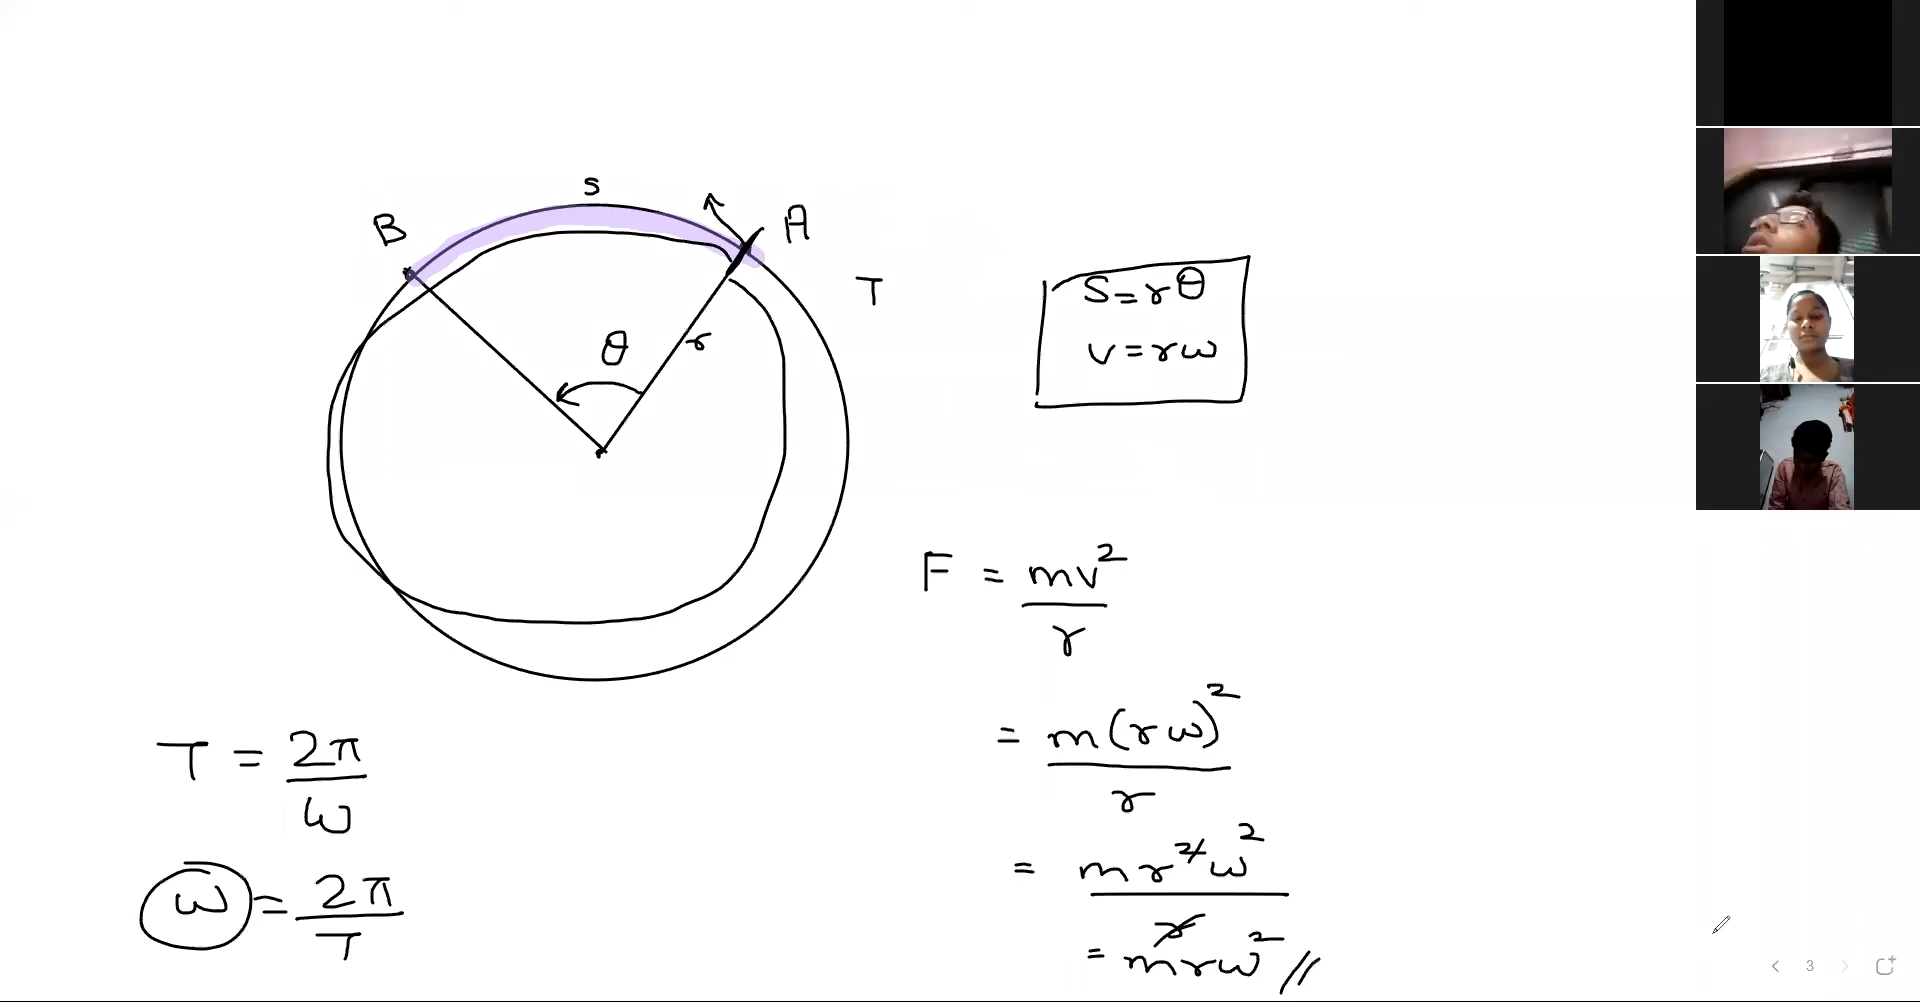 s
B
A
T
θ
r
S=rθ
v=rω
F = mv²/r
= m(rω)²/r
= mr²ω²/r
= mrω² //
T = 2π/ω
ω = 2π/T
3